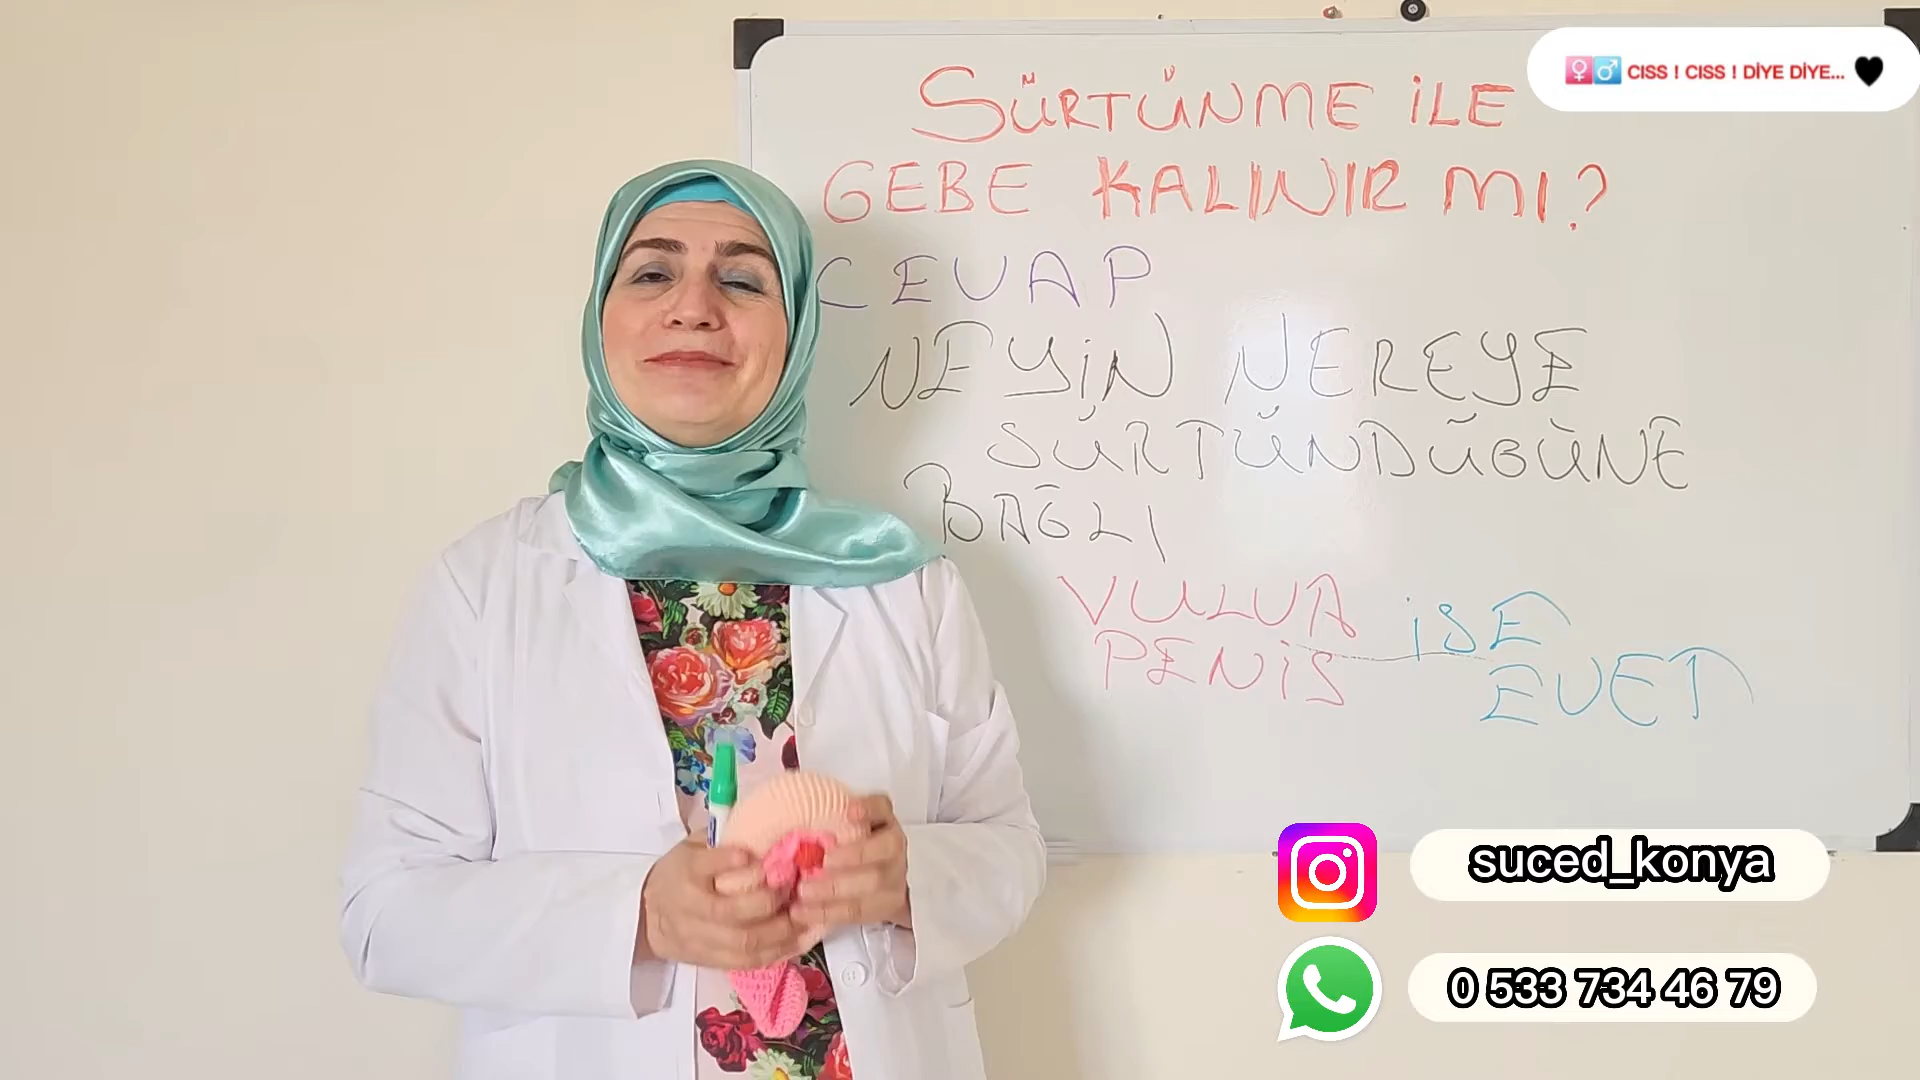 ♀️♂️ CISS ! CISS ! DİYE DİYE... 🖤
SÜRTÜNME İLE
GEBE KALINIR MI?
CEVAP
NEYİN NEREYE
SÜRTÜNDÜĞÜNE
BAĞLI
VULVA İSE
PENİS EVET
suced_konya
0 533 734 46 79